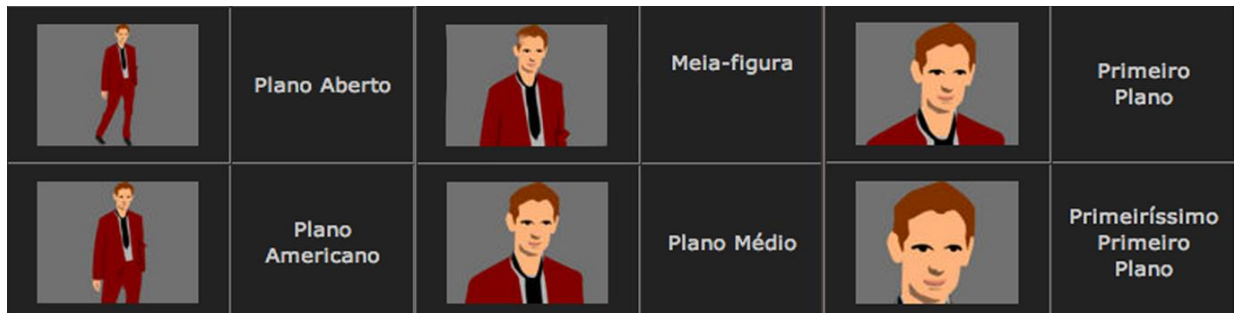 Plano Aberto
Meia-figura
Primeiro
Plano
Plano
Americano
Plano Médio
Primeiríssimo
Primeiro
Plano